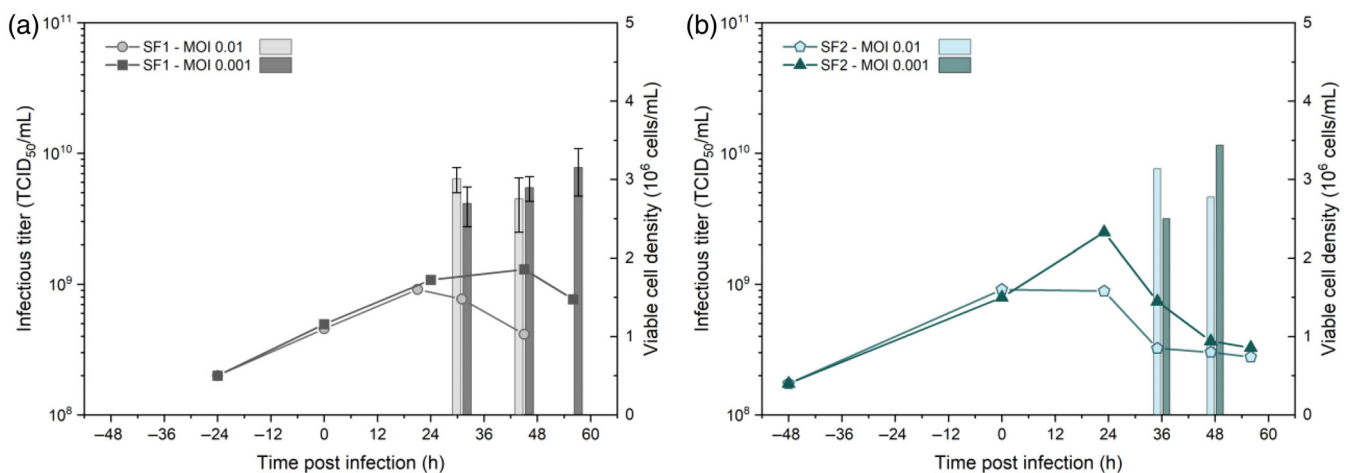 (a)
10¹¹
10¹⁰
10⁹
10⁸
Infectious titer (TCID₅₀/mL)
SF1 - MOI 0.01
SF1 - MOI 0.001
5
4
3
2
1
0
Viable cell density (10⁶ cells/mL)
–48 –36 –24 –12 0 12 24 36 48 60
Time post infection (h)
(b)
10¹¹
10¹⁰
10⁹
10⁸
Infectious titer (TCID₅₀/mL)
SF2 - MOI 0.01
SF2 - MOI 0.001
5
4
3
2
1
0
Viable cell density (10⁶ cells/mL)
–48 –36 –24 –12 0 12 24 36 48 60
Time post infection (h)